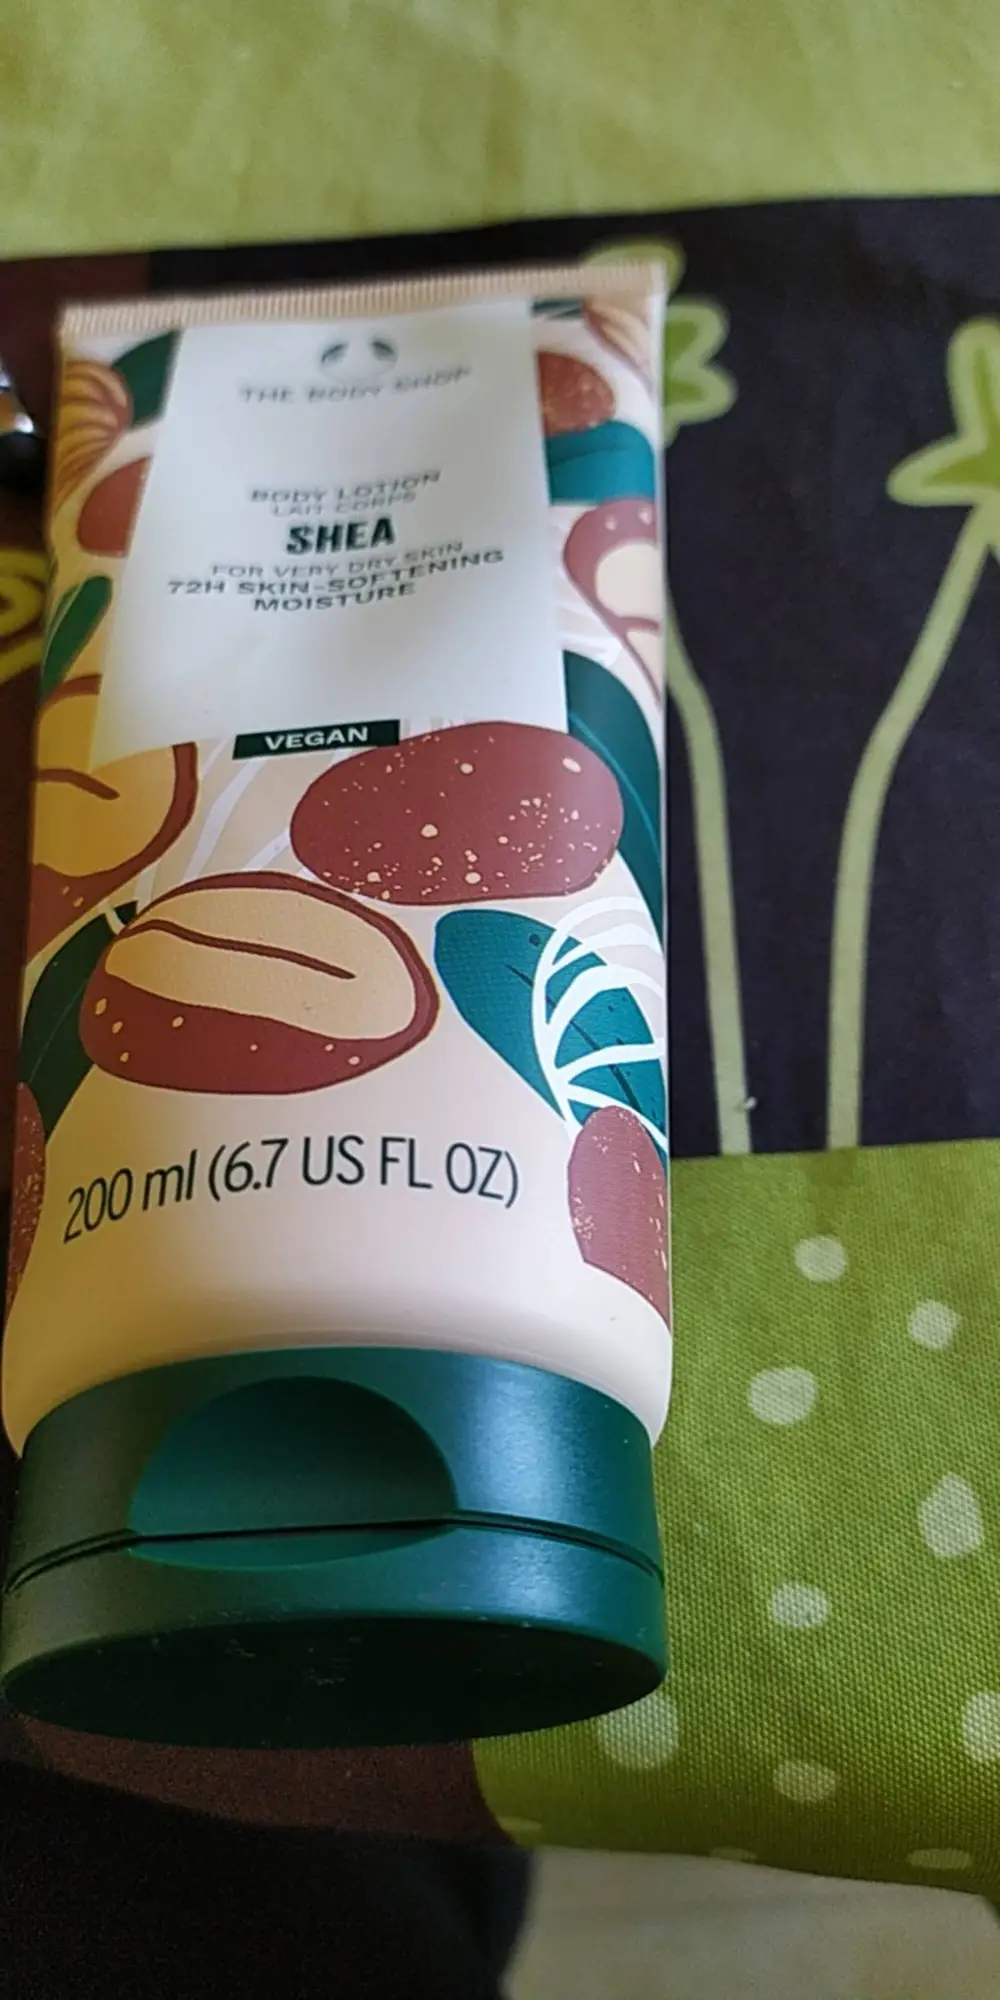 THE BODY SHOP
BODY LOTION
LAIT CORPS
SHEA
FOR VERY DRY SKIN
72H SKIN-SOFTENING
MOISTURE
VEGAN
200 ml (6.7 US FL OZ)